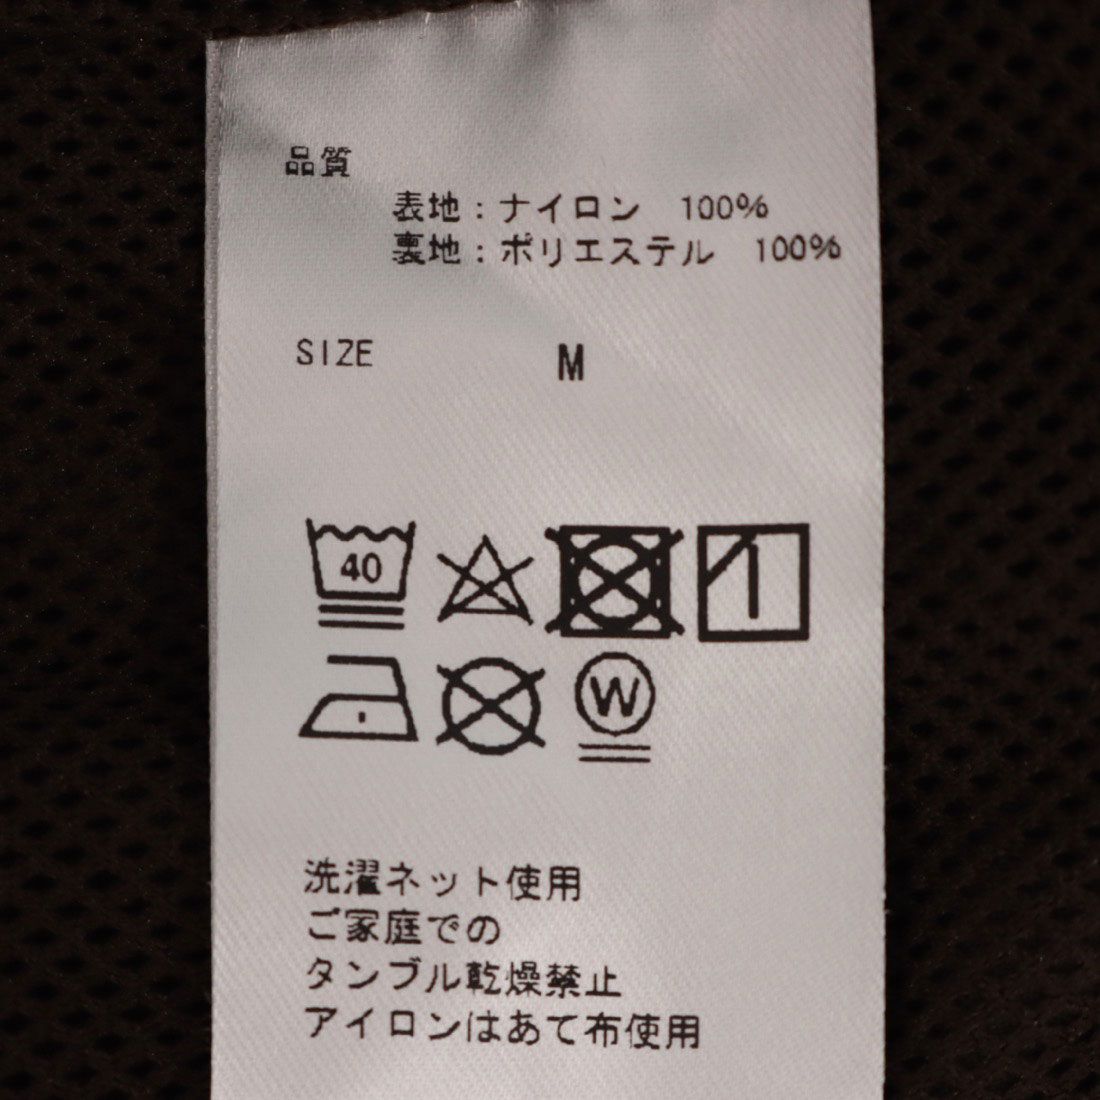 品質
表地：ナイロン 100%
裏地：ポリエステル 100%
SIZE M
40
W
洗濯ネット使用
ご家庭での
タンブル乾燥禁止
アイロンはあて布使用